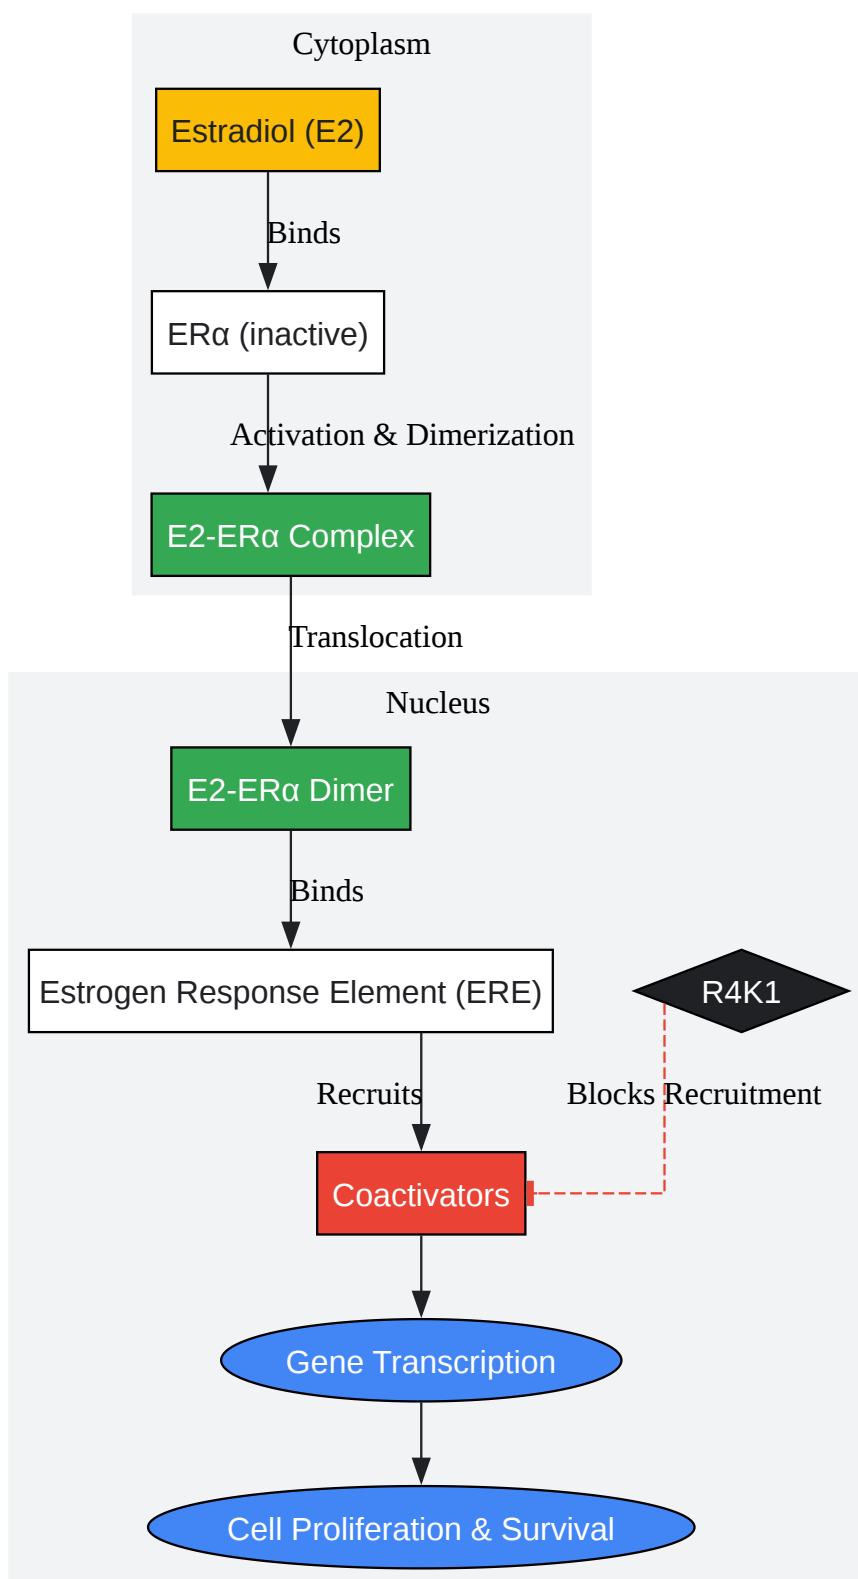 Cytoplasm
Estradiol (E2)
Binds
ERα (inactive)
Activation & Dimerization
E2-ERα Complex
Translocation
Nucleus
E2-ERα Dimer
Binds
Estrogen Response Element (ERE)
R4K1
Recruits
Blocks Recruitment
Coactivators
Gene Transcription
Cell Proliferation & Survival